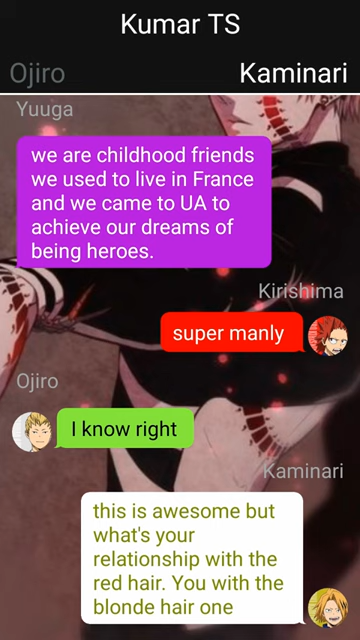 Kumar TS
Ojiro
Kaminari
Yuuga
we are childhood friends
we used to live in France
and we came to UA to
achieve our dreams of
being heroes.
Kirishima
super manly
Ojiro
I know right
Kaminari
this is awesome but
what's your
relationship with the
red hair. You with the
blonde hair one